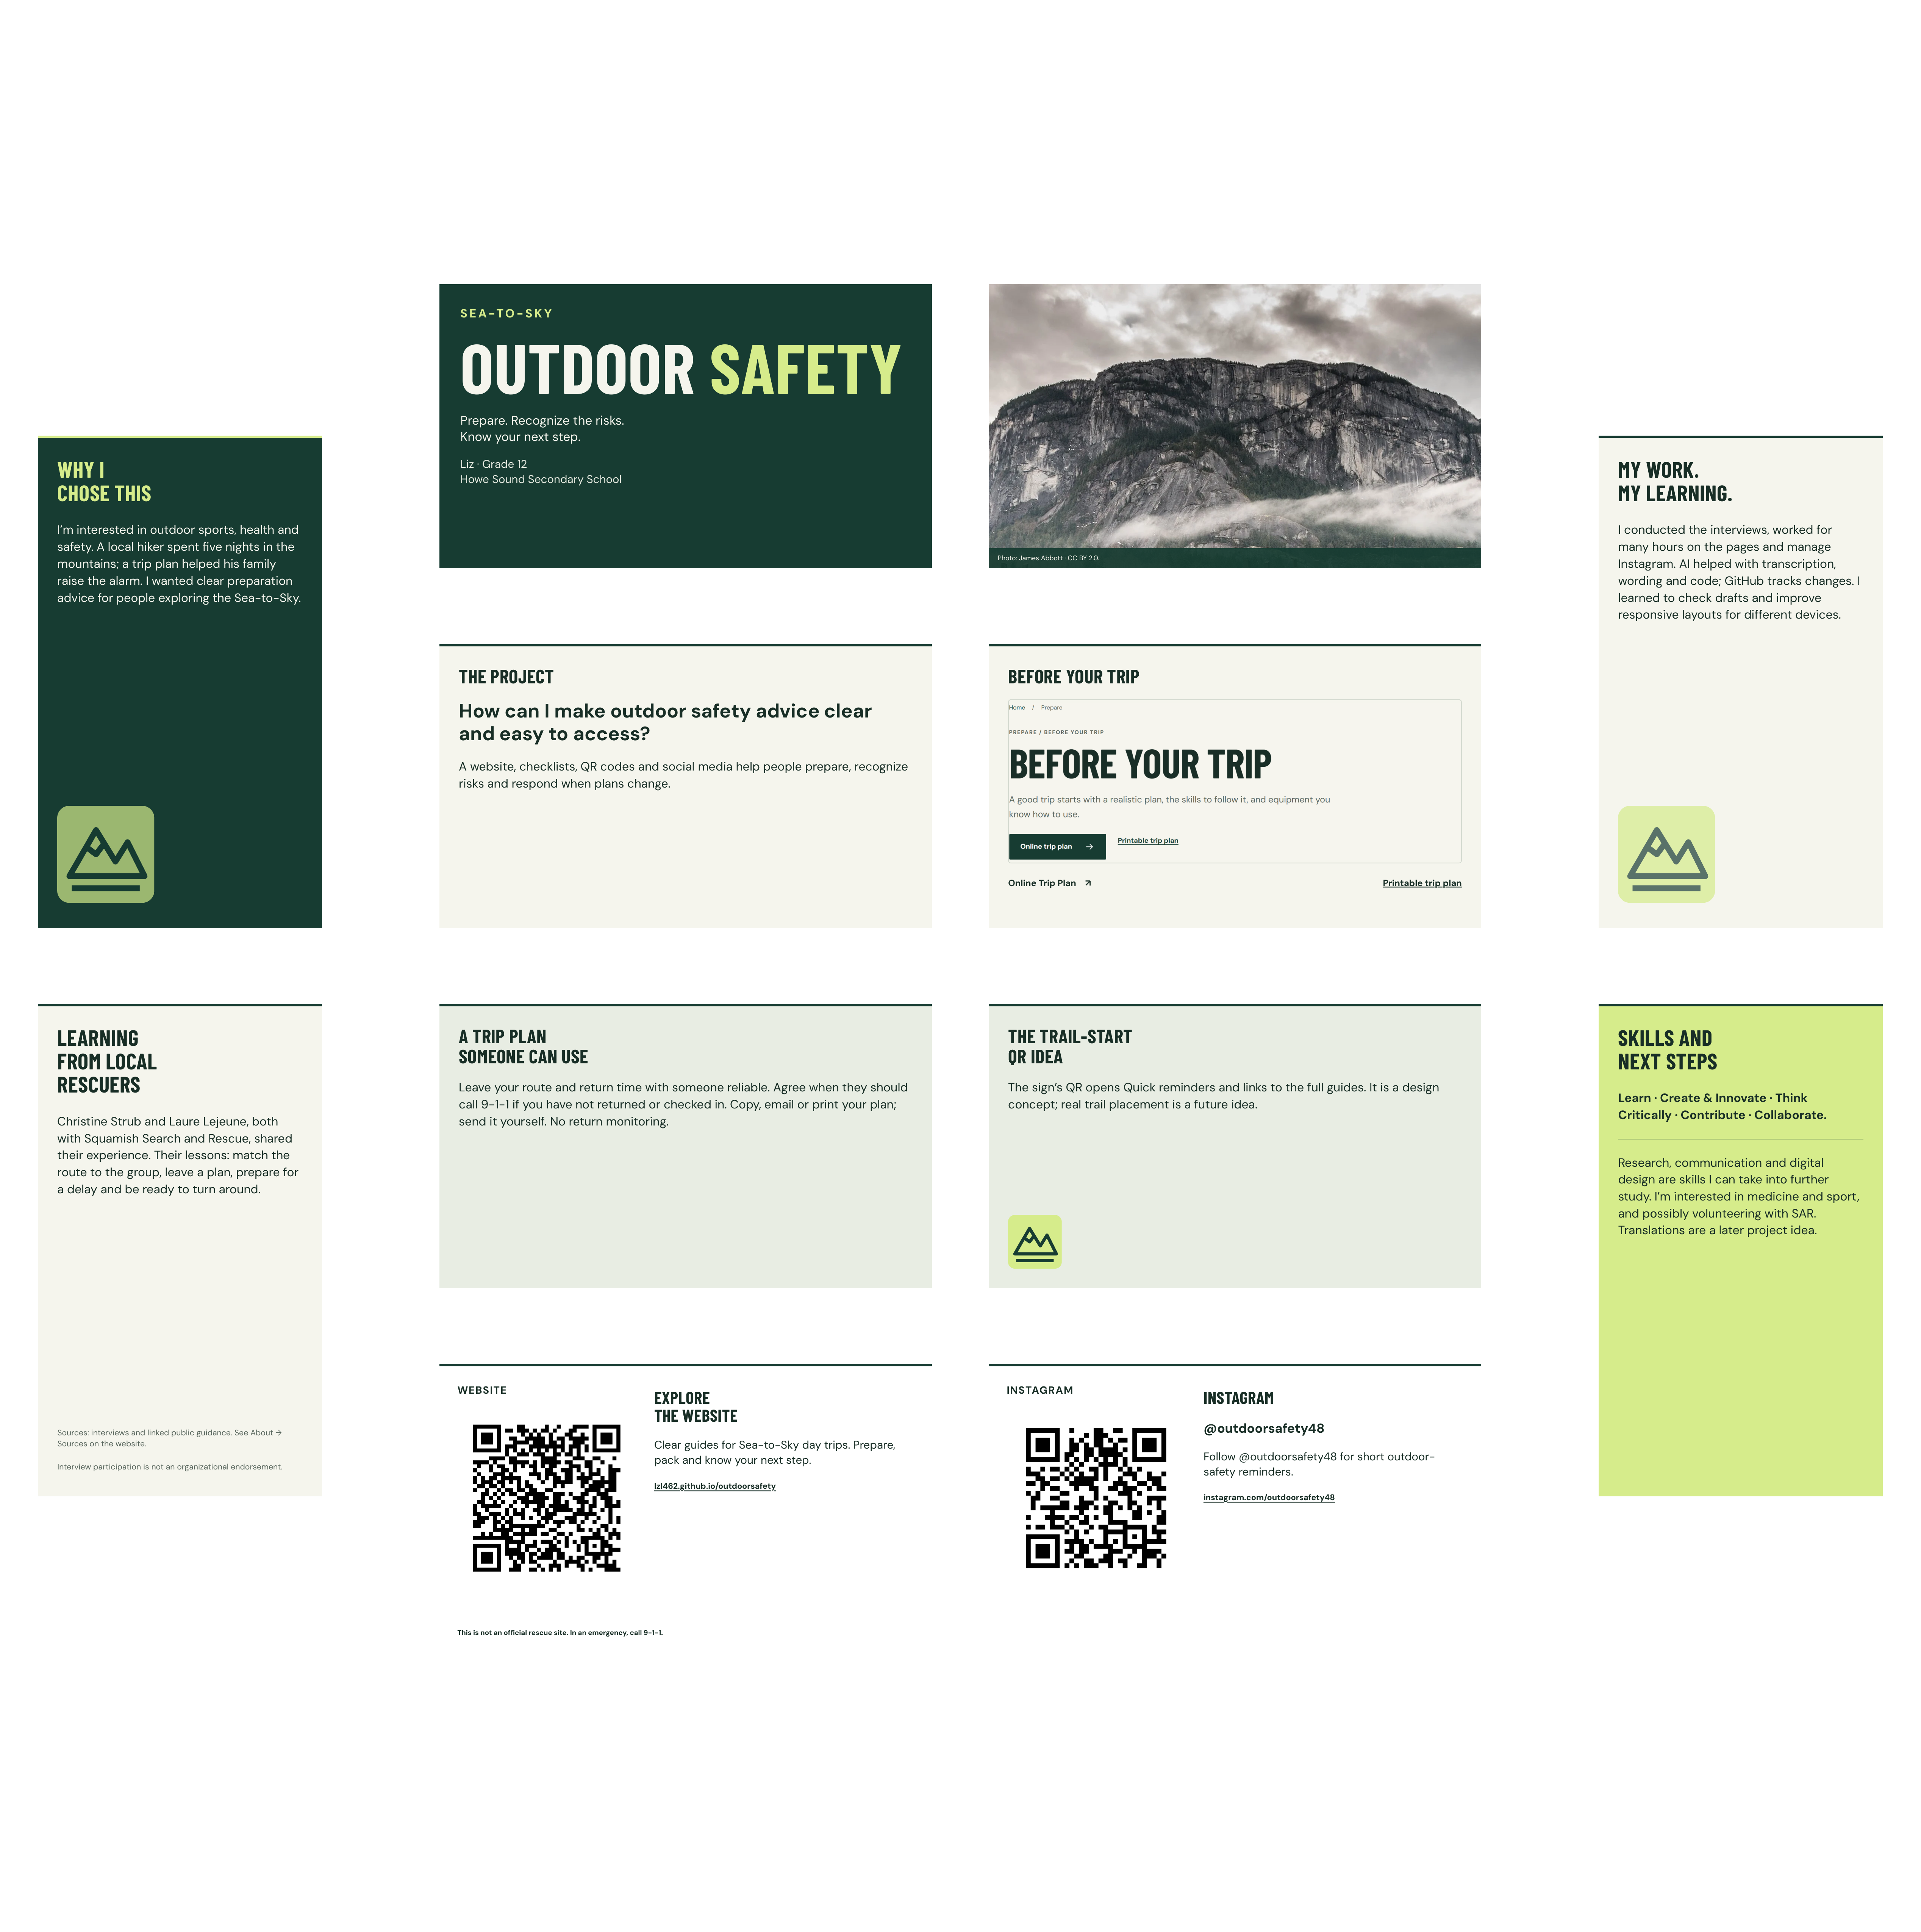 SEA-TO-SKY
OUTDOOR SAFETY
Prepare. Recognize the risks.
Know your next step.
Liz · Grade 12
Howe Sound Secondary School
Photo: James Abbott · CC BY 2.0.
WHY I
CHOSE THIS
I'm interested in outdoor sports, health and
safety. A local hiker spent five nights in the
mountains; a trip plan helped his family
raise the alarm. I wanted clear preparation
advice for people exploring the Sea-to-Sky.
THE PROJECT
How can I make outdoor safety advice clear
and easy to access?
A website, checklists, QR codes and social media help people prepare, recognize
risks and respond when plans change.
BEFORE YOUR TRIP
Home / Prepare
PREPARE / BEFORE YOUR TRIP
BEFORE YOUR TRIP
A good trip starts with a realistic plan, the skills to follow it, and equipment you
know how to use.
Online trip plan → Printable trip plan
Online Trip Plan ↗ Printable trip plan
MY WORK.
MY LEARNING.
I conducted the interviews, worked for
many hours on the pages and manage
Instagram. AI helped with transcription,
wording and code; GitHub tracks changes. I
learned to check drafts and improve
responsive layouts for different devices.
LEARNING
FROM LOCAL
RESCUERS
Christine Strub and Laure Lejeune, both
with Squamish Search and Rescue, shared
their experience. Their lessons: match the
route to the group, leave a plan, prepare for
a delay and be ready to turn around.
Sources: interviews and linked public guidance. See About →
Sources on the website.
Interview participation is not an organizational endorsement.
A TRIP PLAN
SOMEONE CAN USE
Leave your route and return time with someone reliable. Agree when they should
call 9-1-1 if you have not returned or checked in. Copy, email or print your plan;
send it yourself. No return monitoring.
THE TRAIL-START
QR IDEA
The sign's QR opens Quick reminders and links to the full guides. It is a design
concept; real trail placement is a future idea.
SKILLS AND
NEXT STEPS
Learn · Create & Innovate · Think
Critically · Contribute · Collaborate.
Research, communication and digital
design are skills I can take into further
study. I'm interested in medicine and sport,
and possibly volunteering with SAR.
Translations are a later project idea.
WEBSITE
EXPLORE
THE WEBSITE
Clear guides for Sea-to-Sky day trips. Prepare,
pack and know your next step.
lzl462.github.io/outdoorsafety
This is not an official rescue site. In an emergency, call 9-1-1.
INSTAGRAM
INSTAGRAM
@outdoorsafety48
Follow @outdoorsafety48 for short outdoor-
safety reminders.
instagram.com/outdoorsafety48